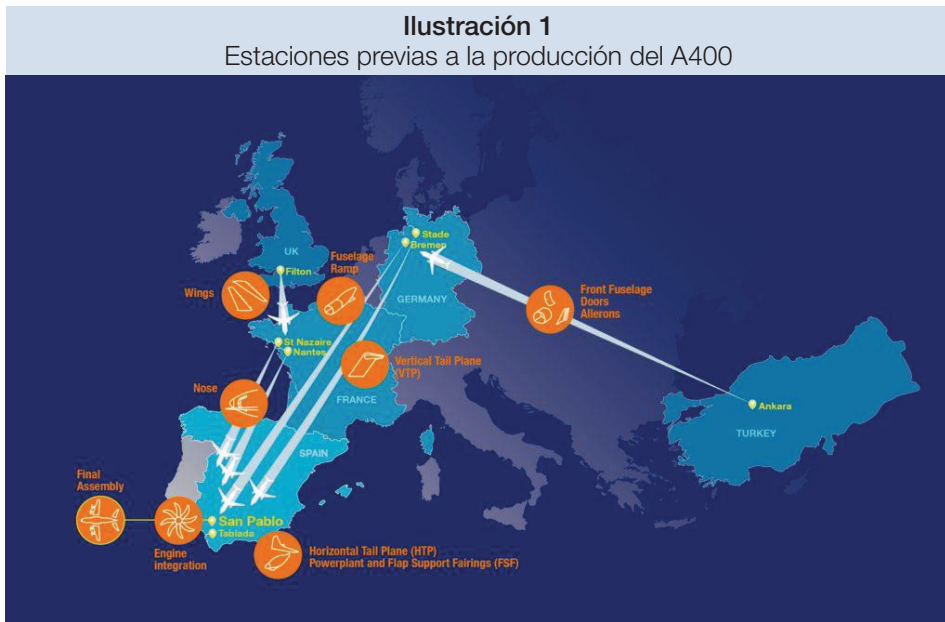 Ilustración 1
Estaciones previas a la producción del A400
Stade
Bremen
UK
Fuselage
Ramp
Filton
Wings
GERMANY
Front Fuselage
Doors
Ailerons
St Nazaire
Nantes
Vertical Tail Plane
(VTP)
Nose
FRANCE
Ankara
TURKEY
SPAIN
Final
Assembly
San Pablo
Tablada
Engine
integration
Horizontal Tail Plane (HTP)
Powerplant and Flap Support Fairings (FSF)